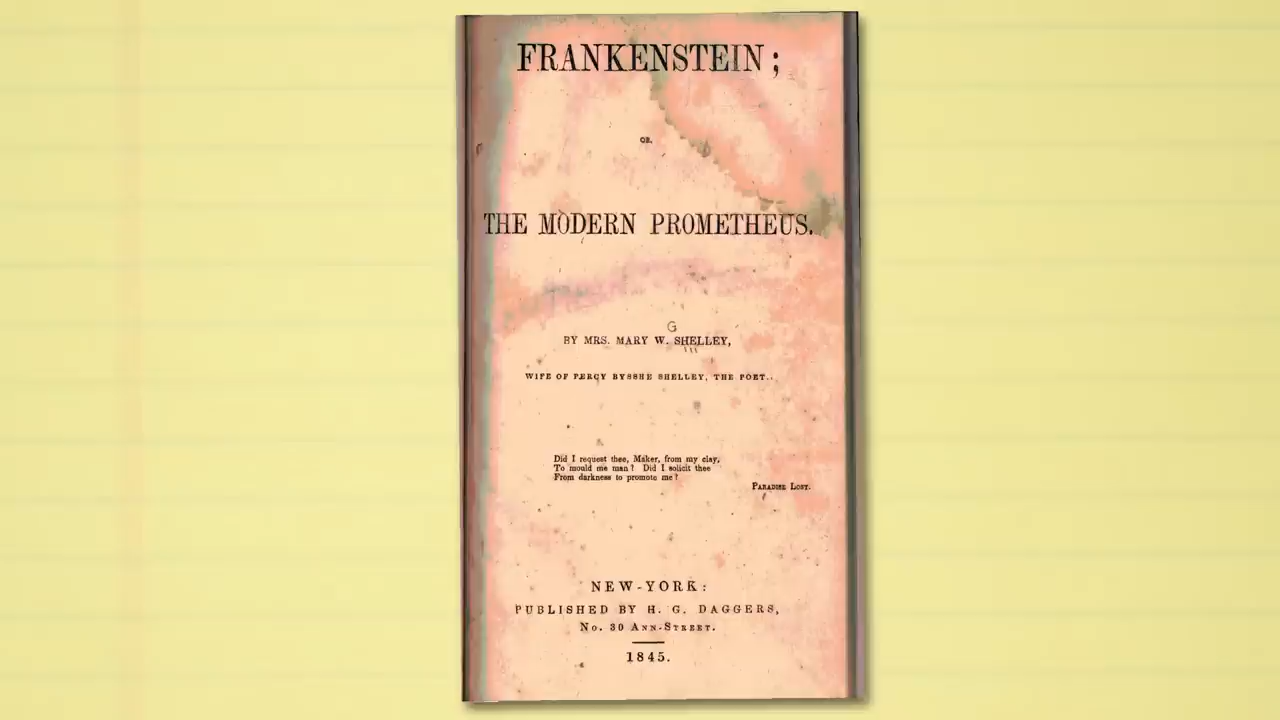 FRANKENSTEIN;
OR,
THE MODERN PROMETHEUS.
G
BY MRS. MARY W. SHELLEY,
WIFE OF PERCY BYSSHE SHELLEY, THE POET.
Did I request thee, Maker, from my clay,
To mould me man? Did I solicit thee
From darkness to promote me?
PARADISE LOST.
NEW-YORK:
PUBLISHED BY H. G. DAGGERS,
No. 30 ANN-STREET.
1845.